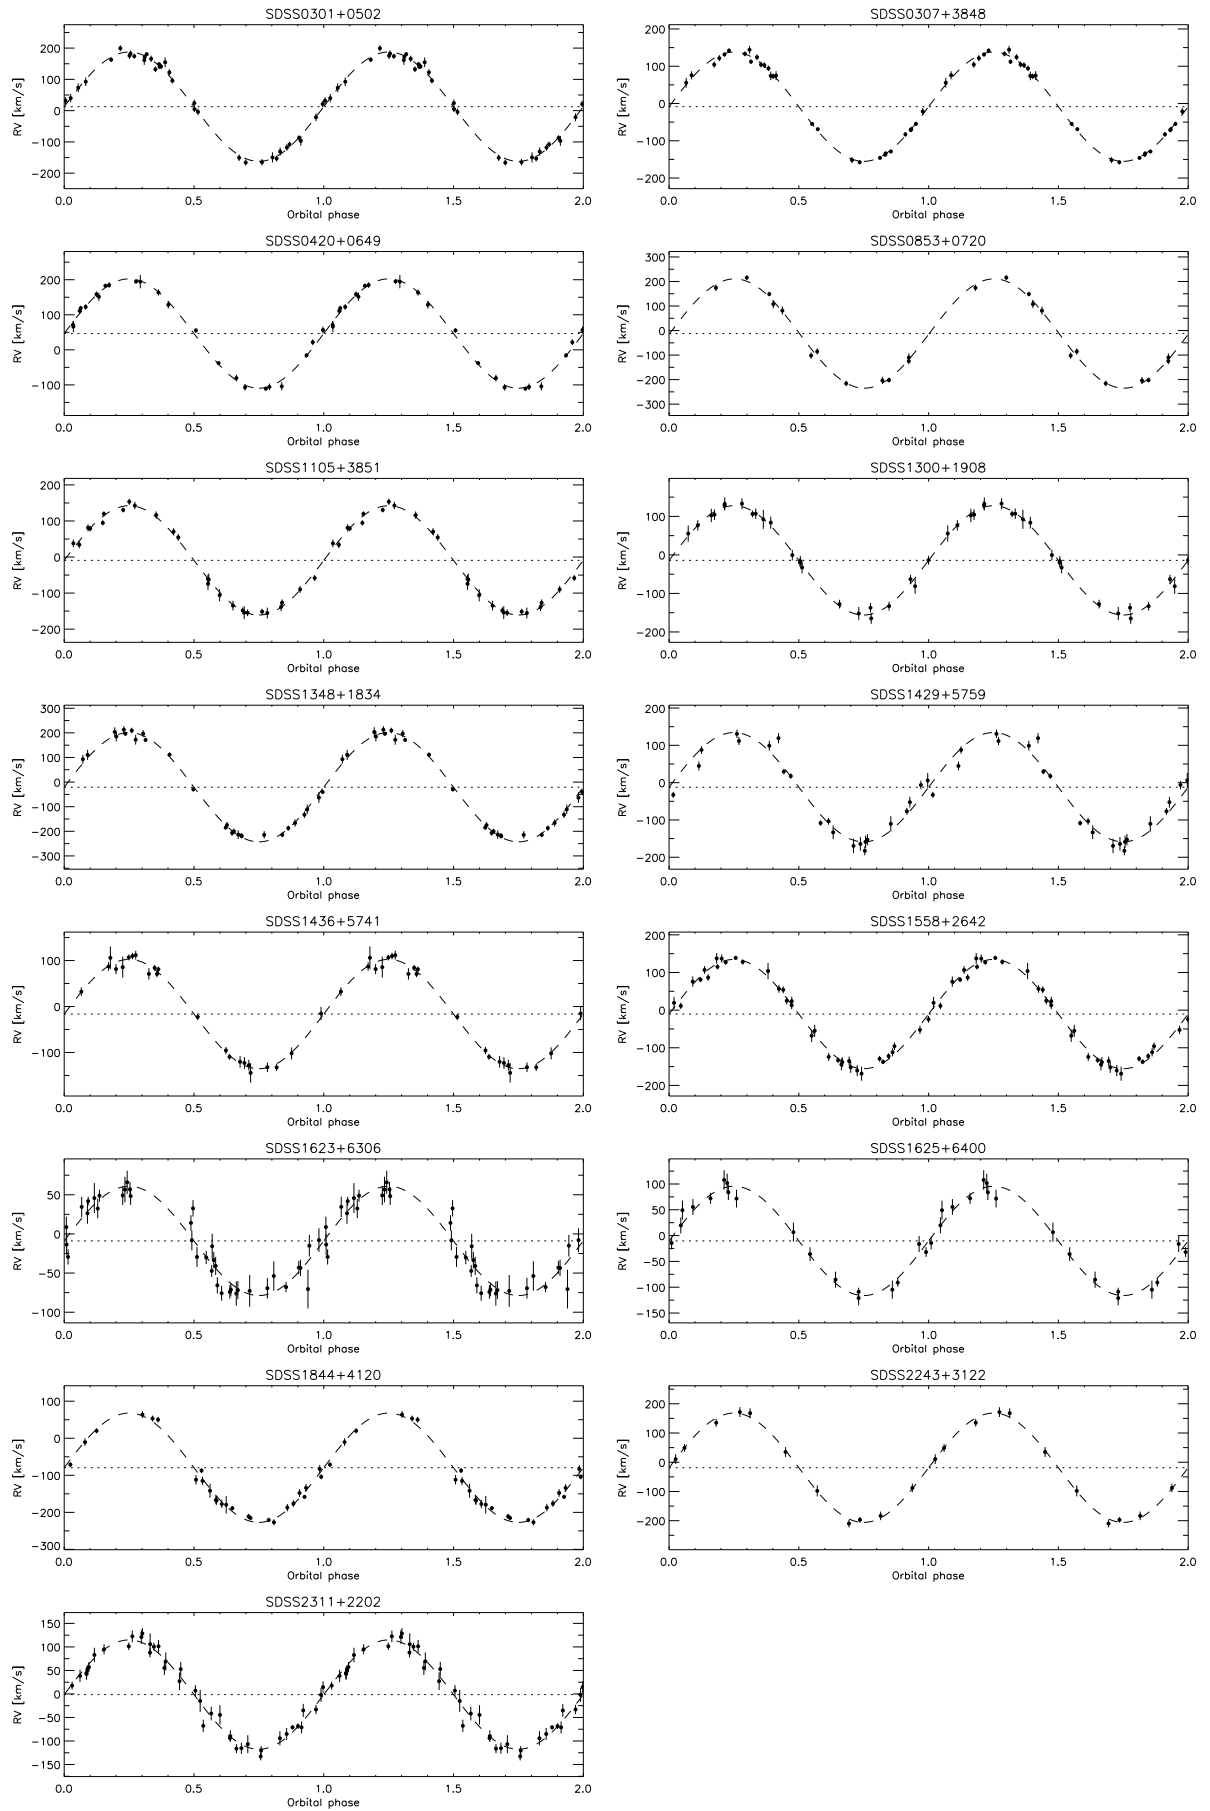 SDSS0301+0502
200
100
0
−100
−200
RV [km/s]
0.0 0.5 1.0 1.5 2.0
Orbital phase
SDSS0307+3848
200
100
0
−100
−200
RV [km/s]
0.0 0.5 1.0 1.5 2.0
Orbital phase
SDSS0420+0649
200
100
0
−100
RV [km/s]
0.0 0.5 1.0 1.5 2.0
Orbital phase
SDSS0853+0720
300
200
100
0
−100
−200
−300
RV [km/s]
0.0 0.5 1.0 1.5 2.0
Orbital phase
SDSS1105+3851
200
100
0
−100
−200
RV [km/s]
0.0 0.5 1.0 1.5 2.0
Orbital phase
SDSS1300+1908
100
0
−100
−200
RV [km/s]
0.0 0.5 1.0 1.5 2.0
Orbital phase
SDSS1348+1834
300
200
100
0
−100
−200
−300
RV [km/s]
0.0 0.5 1.0 1.5 2.0
Orbital phase
SDSS1429+5759
200
100
0
−100
−200
RV [km/s]
0.0 0.5 1.0 1.5 2.0
Orbital phase
SDSS1436+5741
100
0
−100
RV [km/s]
0.0 0.5 1.0 1.5 2.0
Orbital phase
SDSS1558+2642
200
100
0
−100
−200
RV [km/s]
0.0 0.5 1.0 1.5 2.0
Orbital phase
SDSS1623+6306
50
0
−50
−100
RV [km/s]
0.0 0.5 1.0 1.5 2.0
Orbital phase
SDSS1625+6400
100
50
0
−50
−100
−150
RV [km/s]
0.0 0.5 1.0 1.5 2.0
Orbital phase
SDSS1844+4120
100
0
−100
−200
−300
RV [km/s]
0.0 0.5 1.0 1.5 2.0
Orbital phase
SDSS2243+3122
200
100
0
−100
−200
RV [km/s]
0.0 0.5 1.0 1.5 2.0
Orbital phase
SDSS2311+2202
150
100
50
0
−50
−100
−150
RV [km/s]
0.0 0.5 1.0 1.5 2.0
Orbital phase